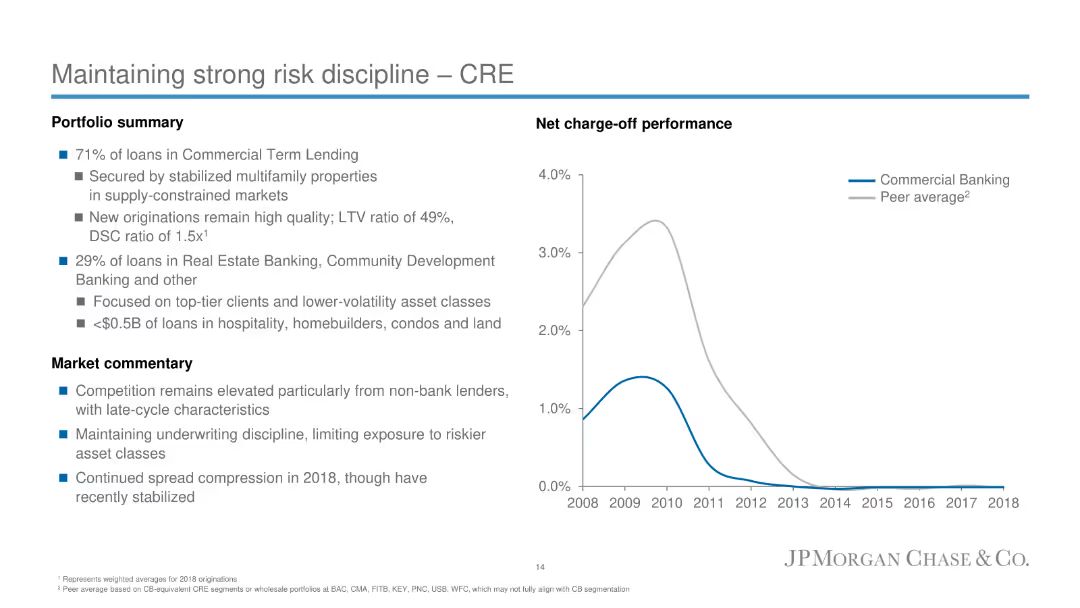 Maintaining strong risk discipline – CRE
Portfolio summary
■ 71% of loans in Commercial Term Lending
■ Secured by stabilized multifamily properties
in supply-constrained markets
■ New originations remain high quality; LTV ratio of 49%,
DSC ratio of 1.5x¹
■ 29% of loans in Real Estate Banking, Community Development
Banking and other
■ Focused on top-tier clients and lower-volatility asset classes
■ <$0.5B of loans in hospitality, homebuilders, condos and land
Market commentary
■ Competition remains elevated particularly from non-bank lenders,
with late-cycle characteristics
■ Maintaining underwriting discipline, limiting exposure to riskier
asset classes
■ Continued spread compression in 2018, though have
recently stabilized
Net charge-off performance
Commercial Banking
Peer average²
4.0%
3.0%
2.0%
1.0%
0.0%
2008 2009 2010 2011 2012 2013 2014 2015 2016 2017 2018
JPMORGAN CHASE & CO.
14
¹ Represents weighted averages for 2018 originations
² Peer average based on CB-equivalent CRE segments or wholesale portfolios at BAC, CMA, FITB, KEY, PNC, USB, WFC, which may not fully align with CB segmentation